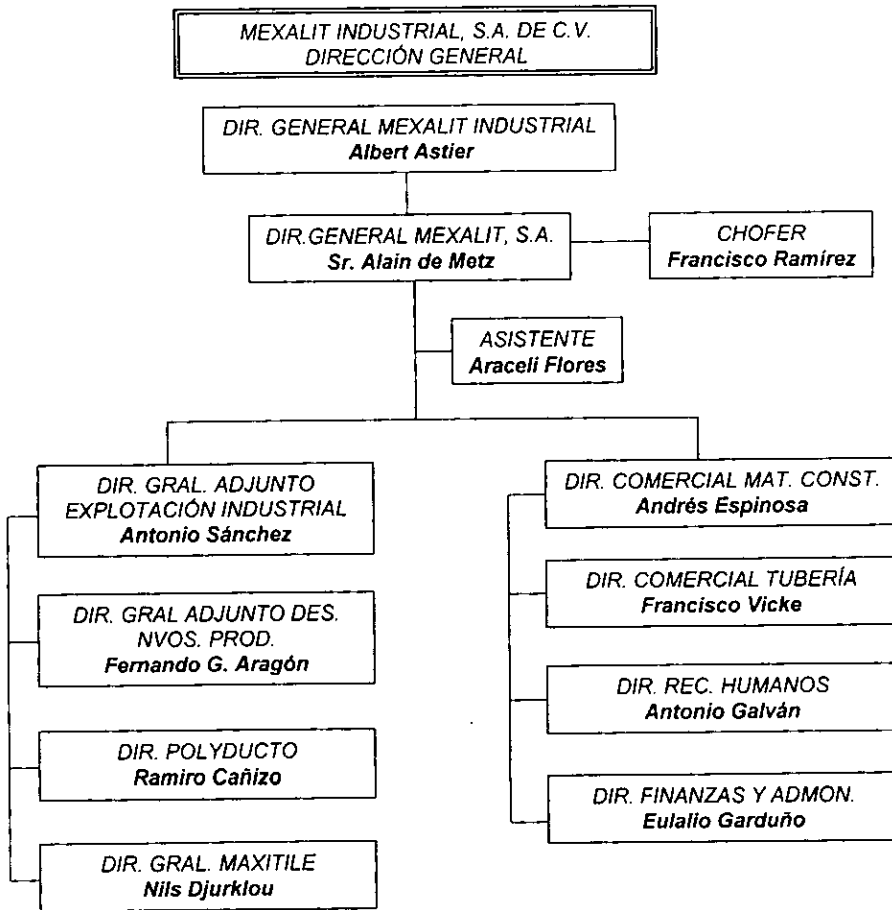 MEXALIT INDUSTRIAL, S.A. DE C.V.
DIRECCIÓN GENERAL
DIR. GENERAL MEXALIT INDUSTRIAL
Albert Astier
DIR.GENERAL MEXALIT, S.A.
Sr. Alain de Metz
CHOFER
Francisco Ramírez
ASISTENTE
Araceli Flores
DIR. GRAL. ADJUNTO
EXPLOTACIÓN INDUSTRIAL
Antonio Sánchez
DIR. GRAL ADJUNTO DES.
NVOS. PROD.
Fernando G. Aragón
DIR. POLYDUCTO
Ramiro Cañizo
DIR. GRAL. MAXITILE
Nils Djurklou
DIR. COMERCIAL MAT. CONST.
Andrés Espinosa
DIR. COMERCIAL TUBERÍA
Francisco Vicke
DIR. REC. HUMANOS
Antonio Galván
DIR. FINANZAS Y ADMON.
Eulalio Garduño